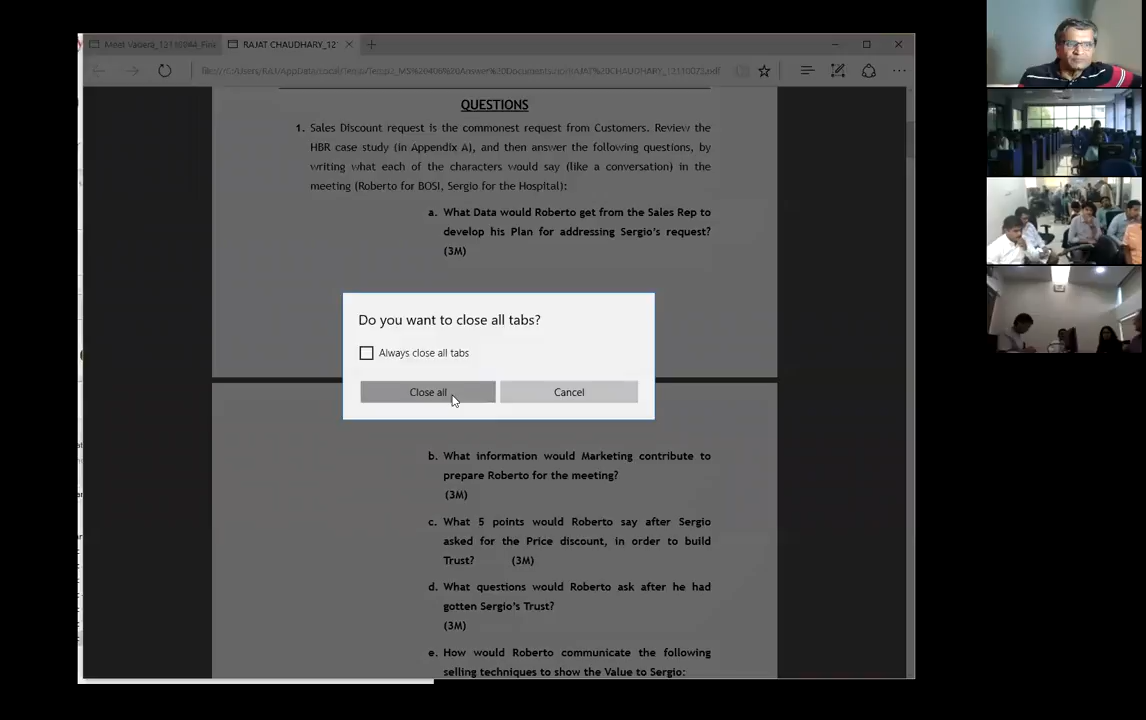 RAJAT CHAUDHARY_12
QUESTIONS
1. Sales Discount request is the commonest request from Customers. Review the
HBR case study (in Appendix A), and then answer the following questions, by
writing what each of the characters would say (like a conversation) in the
meeting (Roberto for BOSI, Sergio for the Hospital):
a. What Data would Roberto get from the Sales Rep to
develop his Plan for addressing Sergio's request?
(3M)
Do you want to close all tabs?
Always close all tabs
Close all
Cancel
b. What information would Marketing contribute to
prepare Roberto for the meeting?
(3M)
c. What 5 points would Roberto say after Sergio
asked for the Price discount, in order to build
Trust? (3M)
d. What questions would Roberto ask after he had
gotten Sergio's Trust?
(3M)
e. How would Roberto communicate the following
selling techniques to show the Value to Sergio: